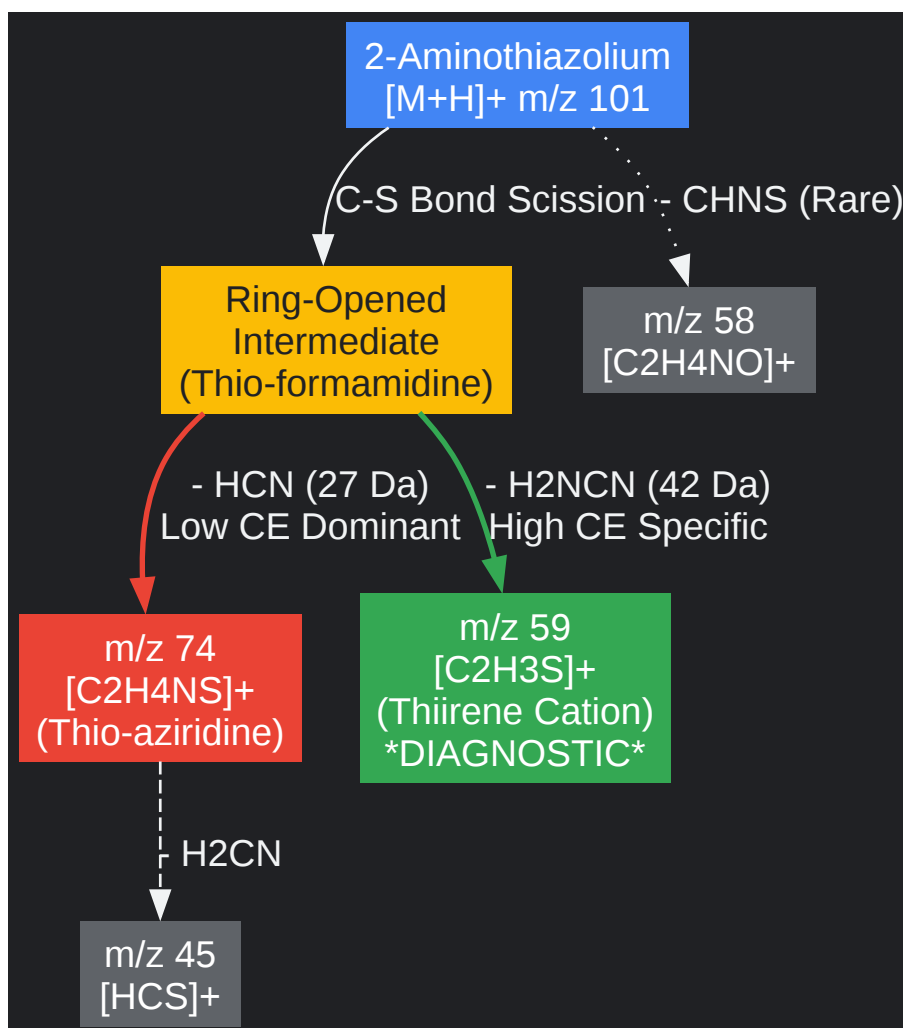 2-Aminothiazolium
[M+H]+ m/z 101
C-S Bond Scission
- CHNS (Rare)
Ring-Opened
Intermediate
(Thio-formamidine)
m/z 58
[C2H4NO]+
- HCN (27 Da)
Low CE Dominant
- H2NCN (42 Da)
High CE Specific
m/z 74
[C2H4NS]+
(Thio-aziridine)
m/z 59
[C2H3S]+
(Thiirene Cation)
*DIAGNOSTIC*
- H2CN
m/z 45
[HCS]+